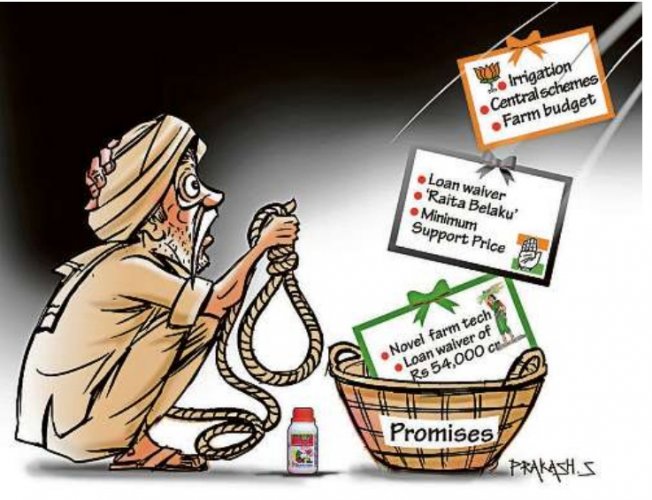 Irrigation
Central schemes
Farm budget
Loan waiver
'Raita Belaku'
Minimum
Support Price
Novel farm tech
Loan waiver of
Rs 54,000 cr
Promises
PRAKASH.S